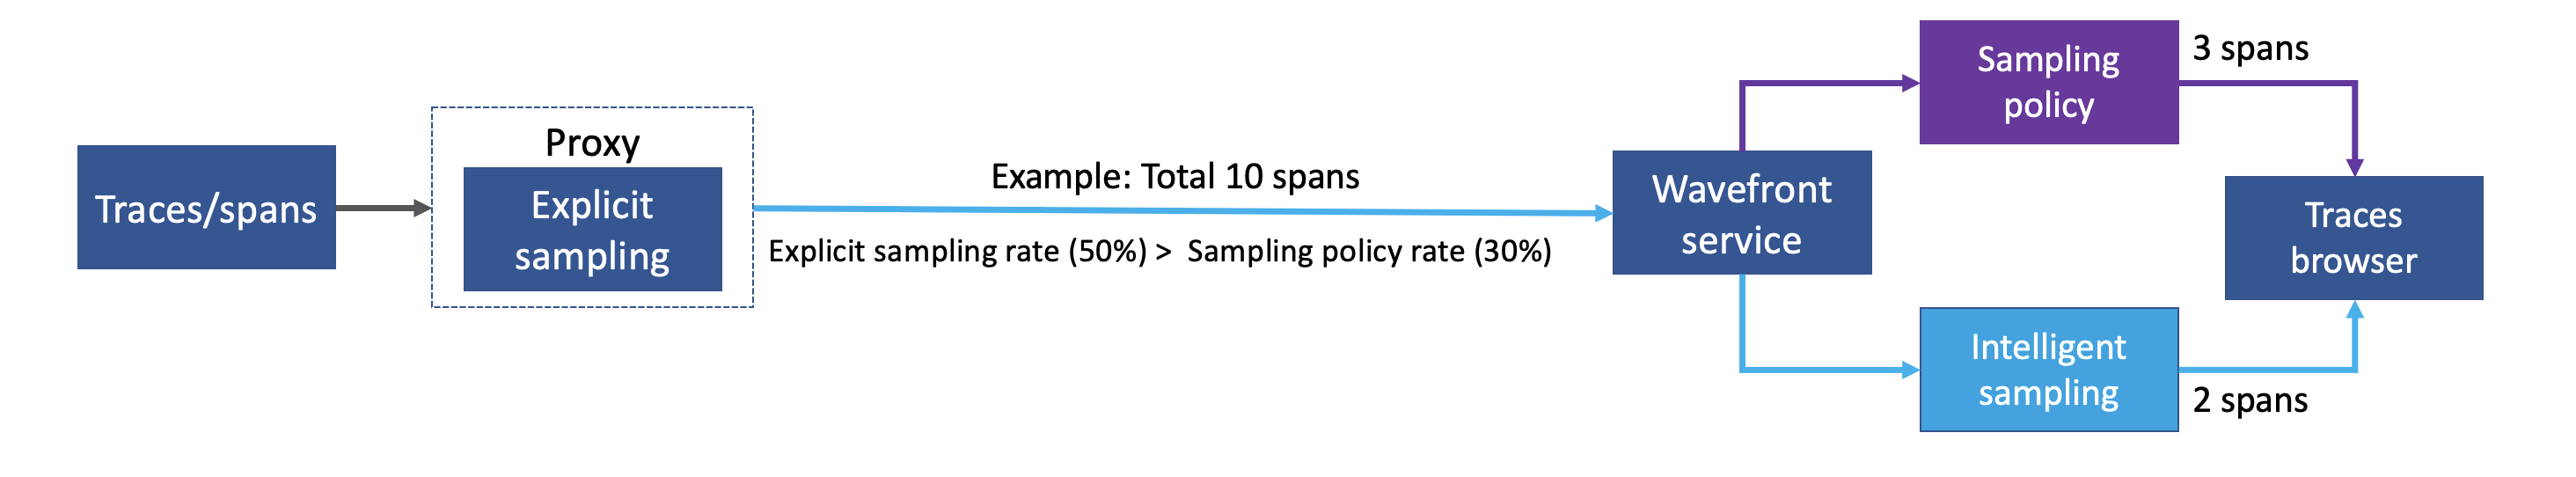 Traces/spans
Proxy
Explicit
sampling
Example: Total 10 spans
Explicit sampling rate (50%) > Sampling policy rate (30%)
Wavefront
service
Sampling
policy
3 spans
Intelligent
sampling
2 spans
Traces
browser